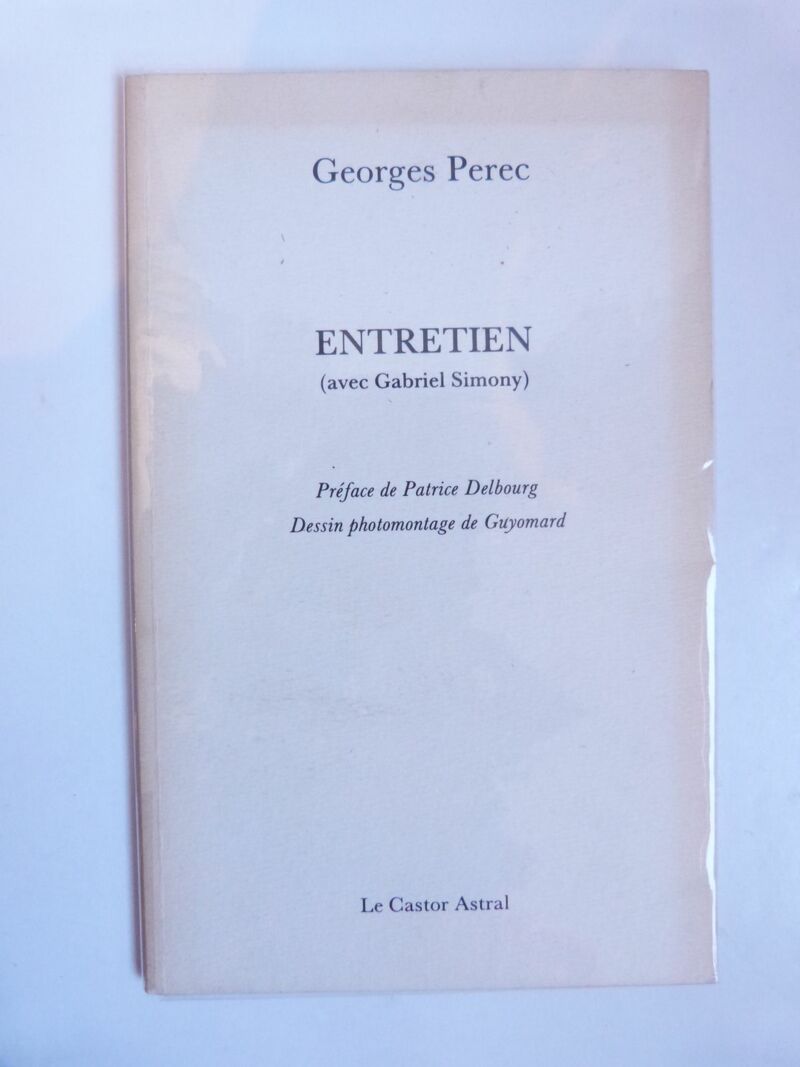 Georges Perec
ENTRETIEN
(avec Gabriel Simony)
Préface de Patrice Delbourg
Dessin photomontage de Guyomard
Le Castor Astral